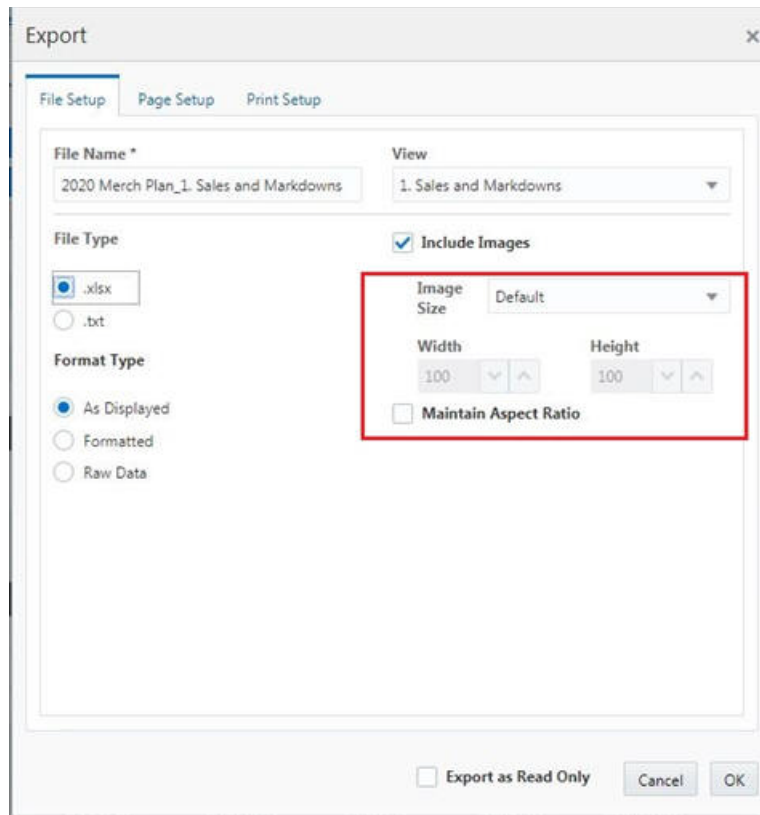 Export
File Setup Page Setup Print Setup
File Name * View
2020 Merch Plan_1. Sales and Markdowns 1. Sales and Markdowns
File Type Include Images
.xlsx Image Size Default
.txt Width Height
Format Type 100 100
As Displayed Maintain Aspect Ratio
Formatted
Raw Data
Export as Read Only Cancel OK